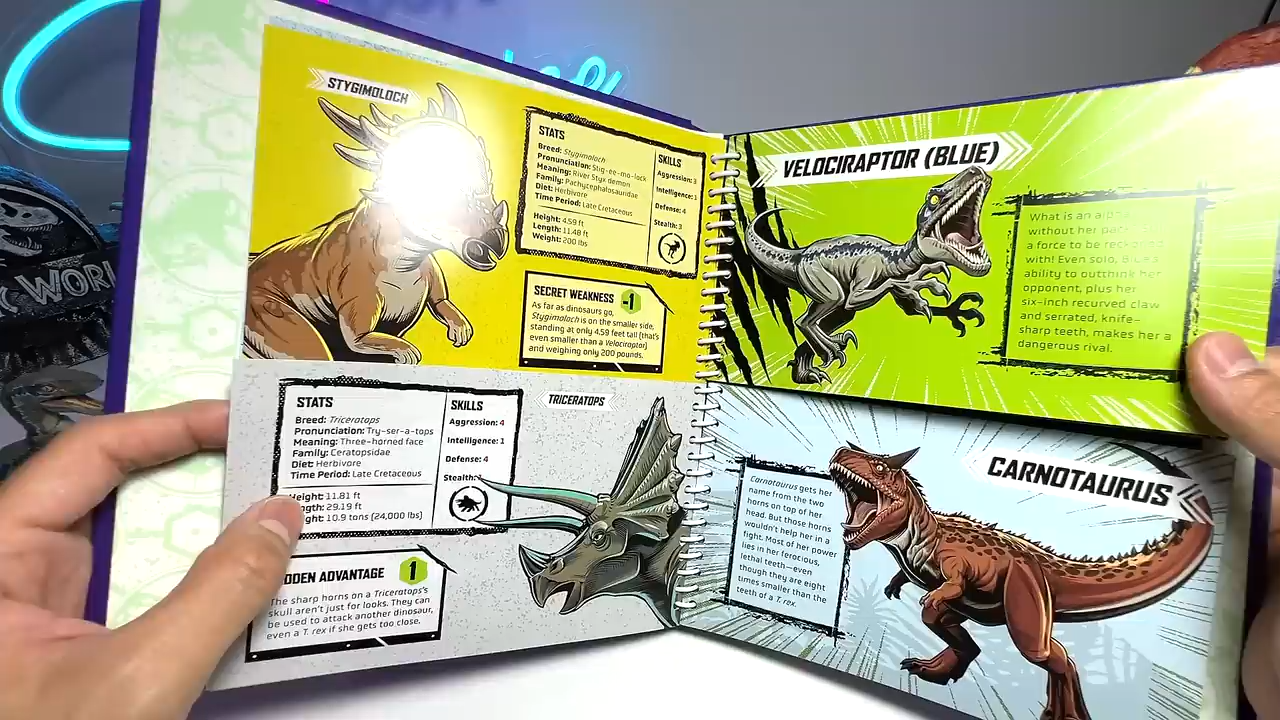 STYGIMOLOCH
STATS
Breed: Stygimoloch
Pronunciation: Stig-ee-mo-lock
Meaning: River Styx demon
Family: Pachycephalosauridae
Diet: Herbivore
Time Period: Late Cretaceous
Height: 4.59 ft
Length: 11.48 ft
Weight: 200 lbs
SKILLS
Aggression: 3
Intelligence: 1
Defense: 4
Stealth: 3
SECRET WEAKNESS
-1
As far as dinosaurs go,
Stygimoloch is on the smaller side,
standing at only 4.59 feet tall (that's
even smaller than a Velociraptor)
and weighing only 200 pounds.
VELOCIRAPTOR (BLUE)
What is an
without her
a force to be
with! Even solo, Blue's
ability to outthink her
opponent, plus her
six-inch recurved claw
and serrated, knife-
sharp teeth, makes her a
dangerous rival.
STATS
Breed: Triceratops
Pronunciation: Try-ser-a-tops
Meaning: Three-horned face
Family: Ceratopsidae
Diet: Herbivore
Time Period: Late Cretaceous
Height: 11.81 ft
29.19 ft
10.9 tons (24,000 lbs)
SKILLS
Aggression: 4
Intelligence: 1
Defense: 4
Stealth:
TRICERATOPS
ADVANTAGE
1
The sharp horns on a Triceratops's
skull aren't just for looks. They can
be used to attack another dinosaur,
even a T. rex if she gets too close.
CARNOTAURUS
Carnotaurus gets her
name from the two
horns on top of her
head. But those horns
wouldn't help her in a
fight. Most of her power
lies in her ferocious,
lethal teeth—even
though they are eight
times smaller than the
teeth of a T. rex.